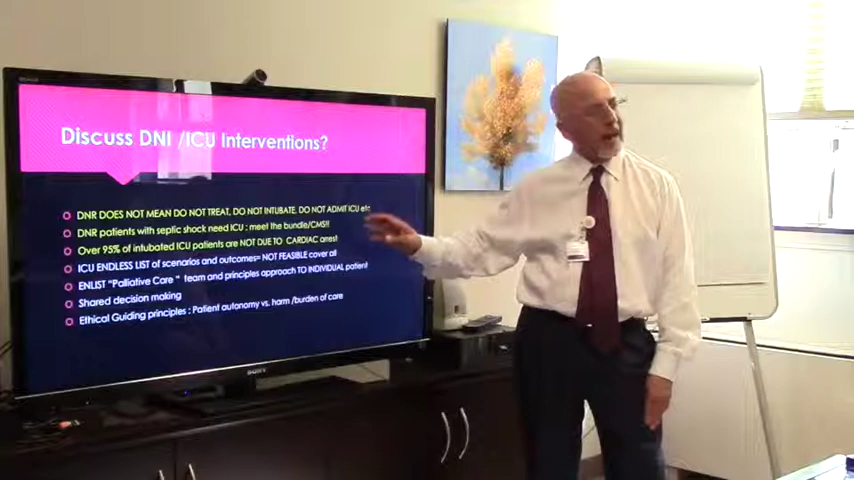 Discuss DNI /ICU Interventions?
DNR DOES NOT MEAN DO NOT TREAT, DO NOT INTUBATE, DO NOT ADMIT ICU etc
DNR patients with septic shock need ICU : meet the bundle/CMS!!
Over 95% of intubated ICU patients are NOT DUE TO CARDIAC arrest
ICU ENDLESS LIST of scenarios and outcomes= NOT FEASIBLE cover all
ENLIST "Palliative Care " team and principles APPROACH TO INDIVIDUAL patient
Shared decision making
Ethical Guiding principles : Patient autonomy vs. harm /burden of care
SONY